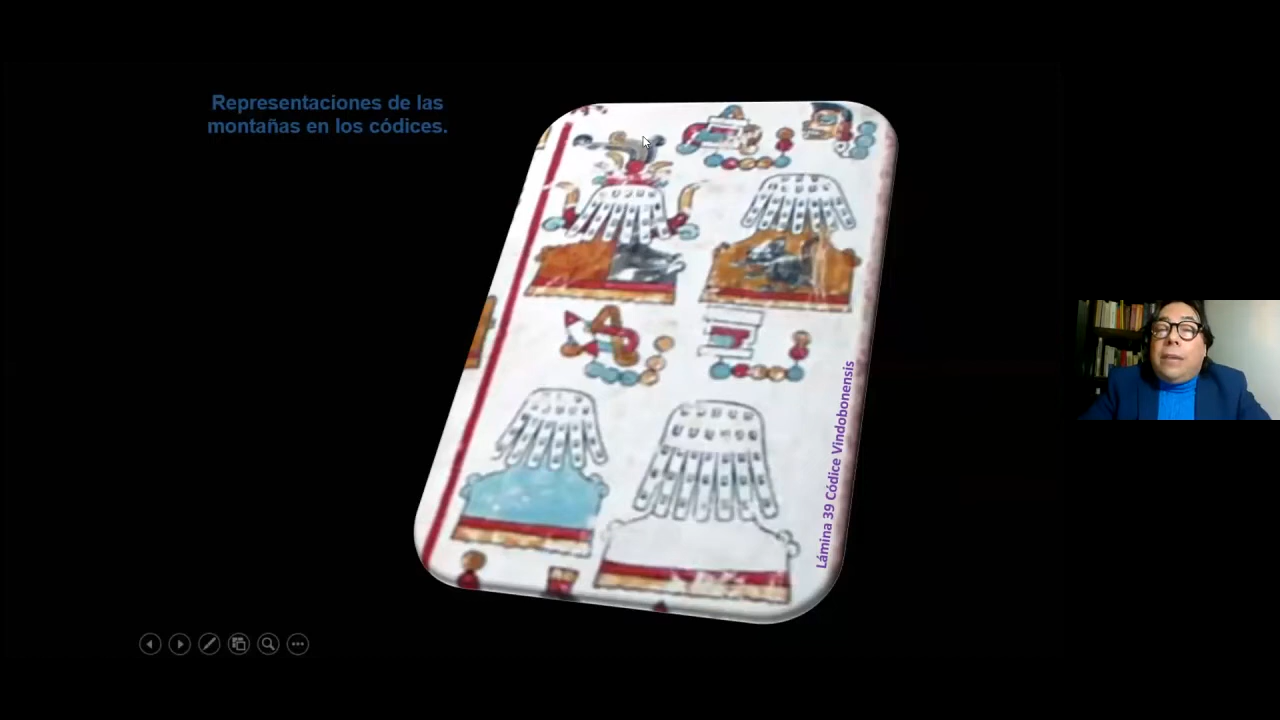 Representaciones de las
montañas en los códices.
Lámina 39 Códice Vindobonensis